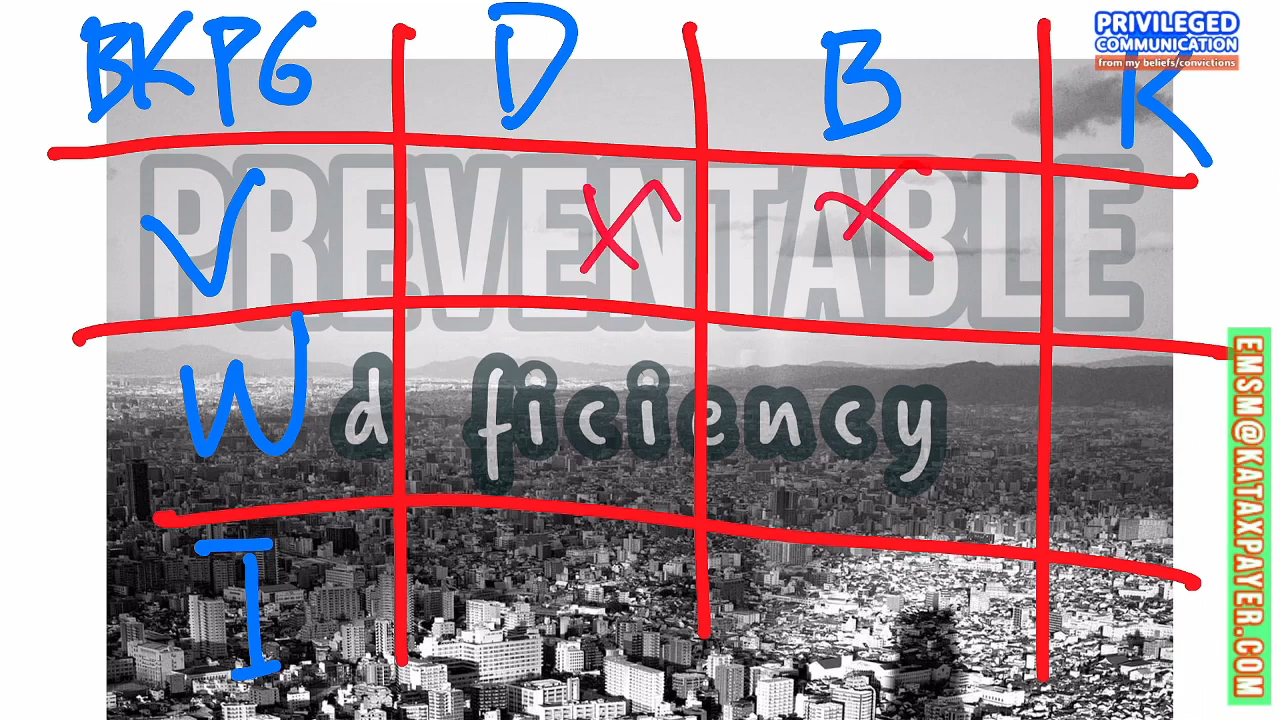 PRIVILEGED
COMMUNICATION
from my beliefs/convictions
BKPG D B K
V X X
PREVENTABLE
W
d ficiency
I
EMSM@KATAXPAYER.COM